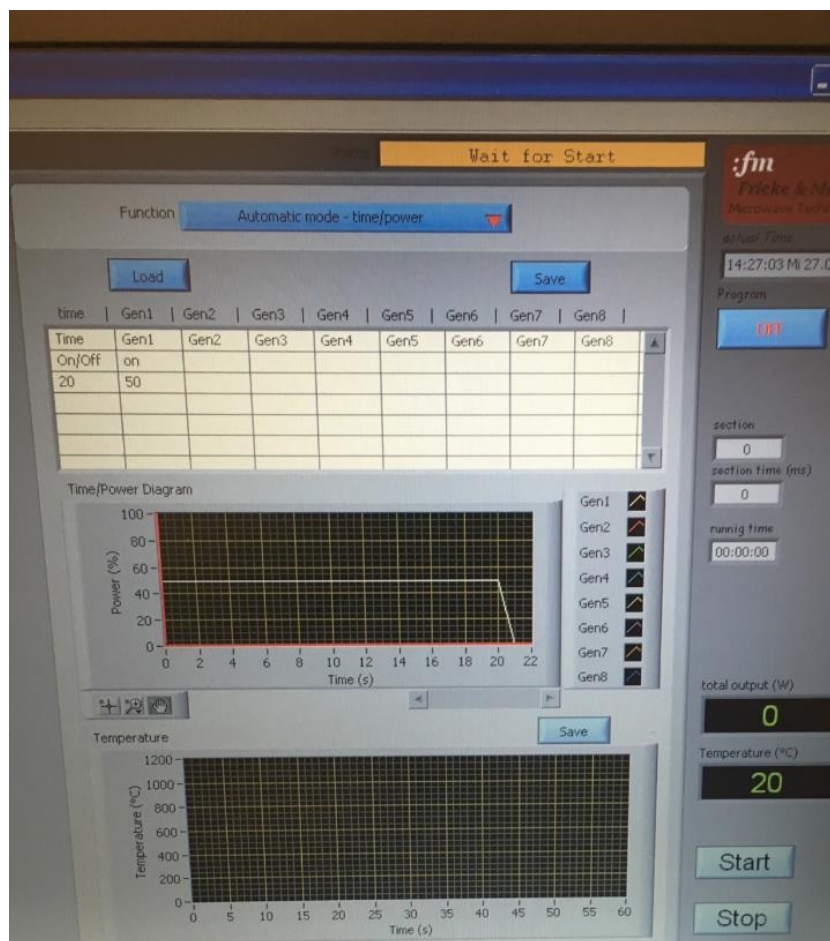 Wait for Start
:fm
Fricke & M
Microwave Techn
Function
Automatic mode - time/power
actual Time
14:27:03 Mi 27.0
Load
Save
Program
Off
time | Gen1 | Gen2 | Gen3 | Gen4 | Gen5 | Gen6 | Gen7 | Gen8 |
Time Gen1 Gen2 Gen3 Gen4 Gen5 Gen6 Gen7 Gen8
On/Off on
20 50
section
0
section time (ms)
0
runnig time
00:00:00
Time/Power Diagram
Power (%)
100
80
60
40
20
0
0 2 4 6 8 10 12 14 16 18 20 22
Time (s)
Gen1
Gen2
Gen3
Gen4
Gen5
Gen6
Gen7
Gen8
total output (W)
0
Temperature (°C)
20
Save
Temperature
Temperature (°C)
1200
1000
800
600
400
200
0
0 5 10 15 20 25 30 35 40 45 50 55 60
Time (s)
Start
Stop